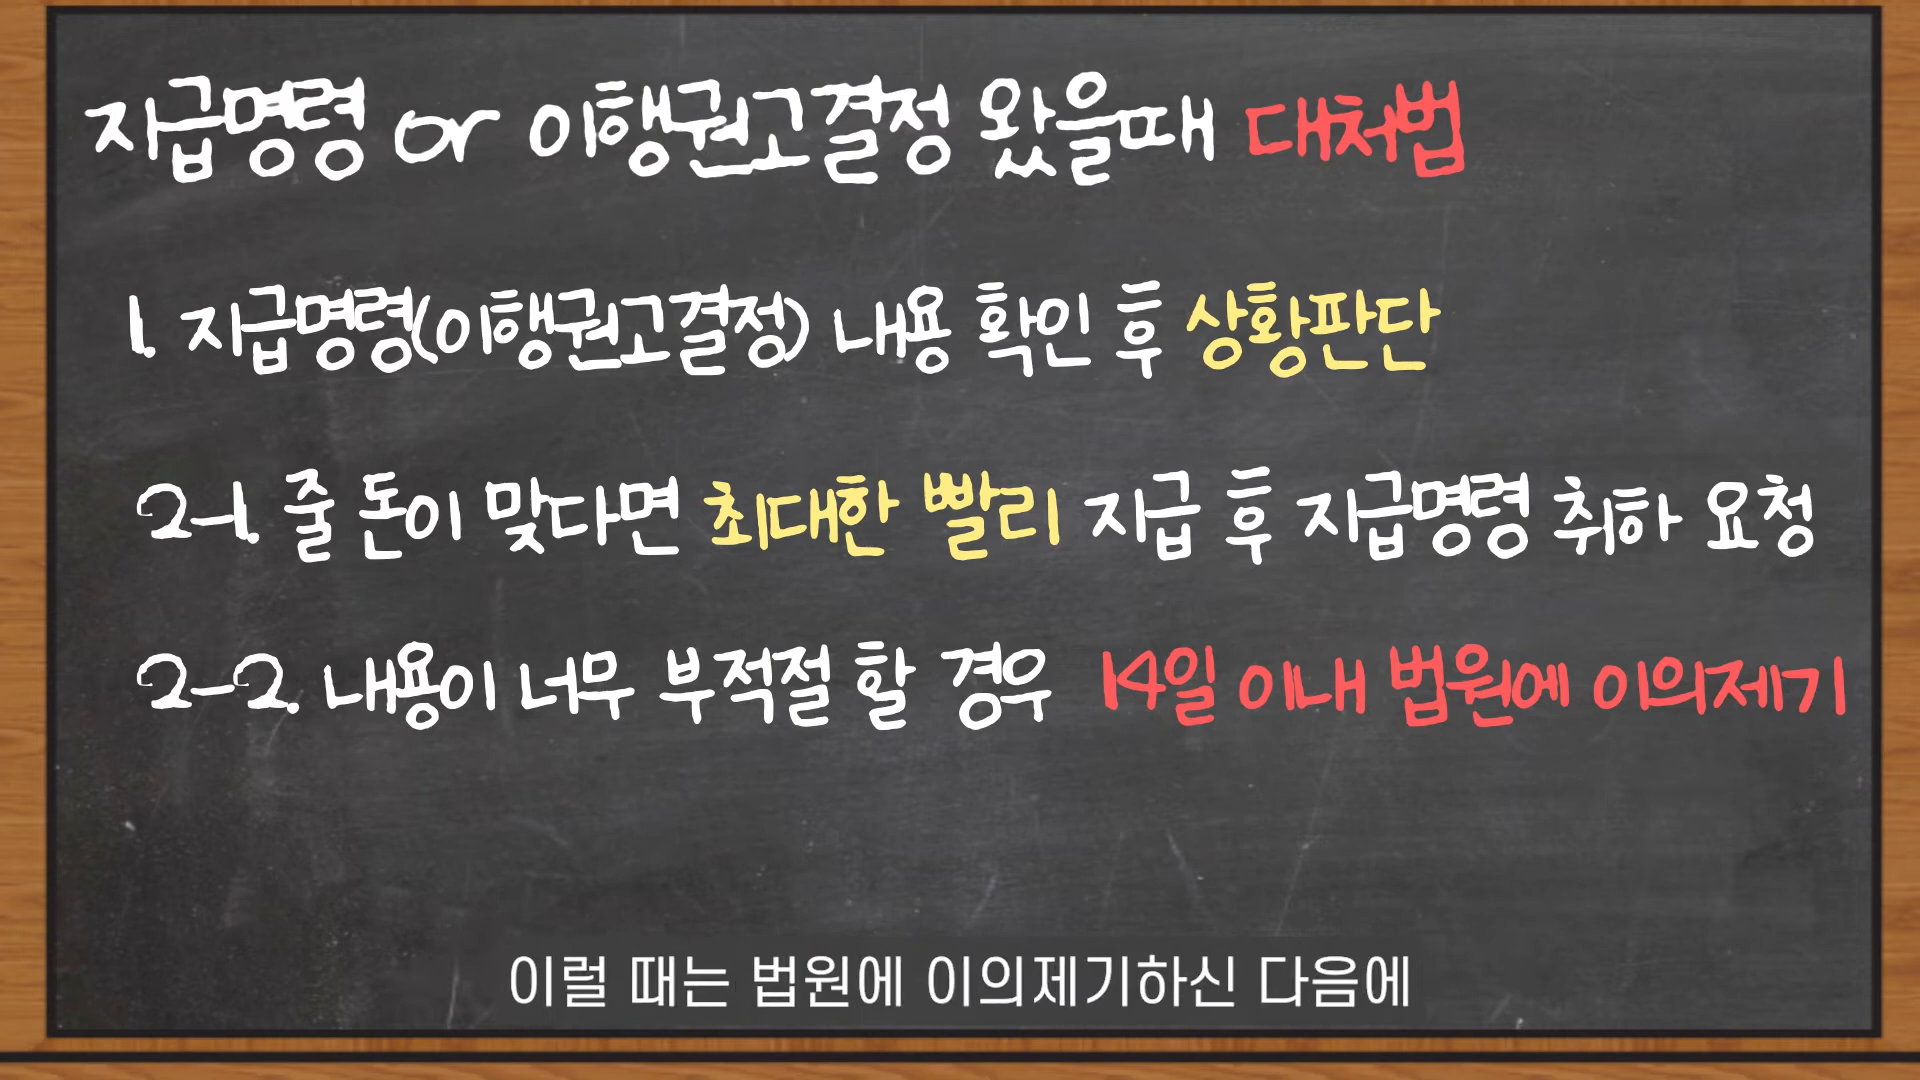 지급명령 or 이행권고결정 왔을때 대처법
1. 지급명령(이행권고결정) 내용 확인 후 상황판단
2-1. 줄 돈이 맞다면 최대한 빨리 지급 후 지급명령 취하 요청
2-2. 내용이 너무 부적절 할 경우 14일 이내 법원에 이의제기
이럴 때는 법원에 이의제기하신 다음에